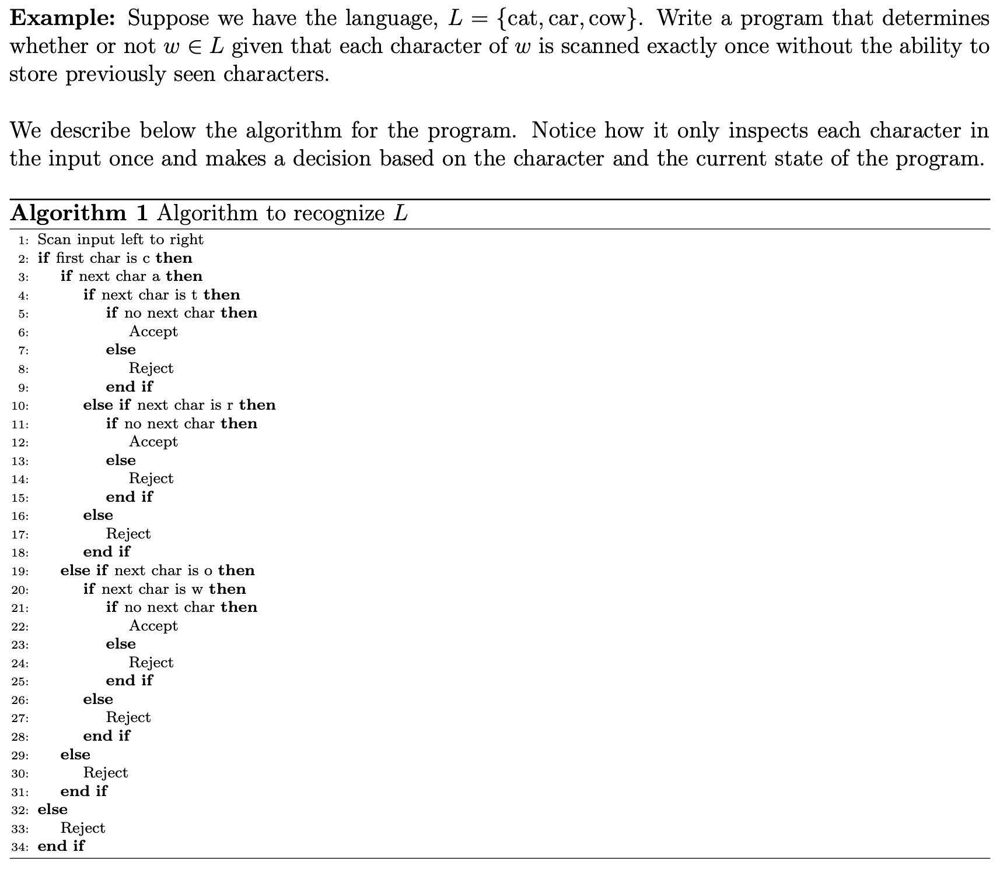 Example: Suppose we have the language, L = {cat, car, cow}. Write a program that determines
whether or not w ∈ L given that each character of w is scanned exactly once without the ability to
store previously seen characters.
We describe below the algorithm for the program. Notice how it only inspects each character in
the input once and makes a decision based on the character and the current state of the program.
Algorithm 1 Algorithm to recognize L
1: Scan input left to right
2: if first char is c then
3: if next char a then
4: if next char is t then
5: if no next char then
6: Accept
7: else
8: Reject
9: end if
10: else if next char is r then
11: if no next char then
12: Accept
13: else
14: Reject
15: end if
16: else
17: Reject
18: end if
19: else if next char is o then
20: if next char is w then
21: if no next char then
22: Accept
23: else
24: Reject
25: end if
26: else
27: Reject
28: end if
29: else
30: Reject
31: end if
32: else
33: Reject
34: end if